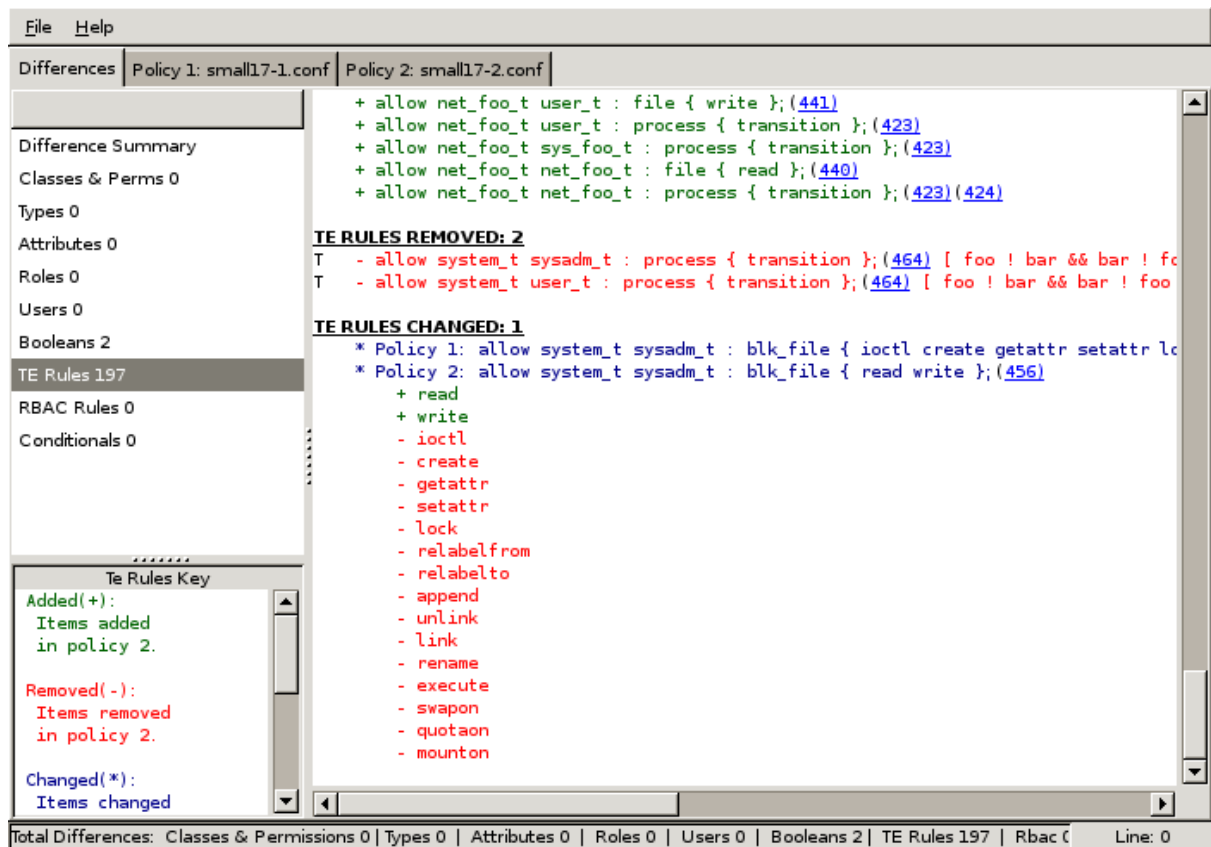 File Help
Differences Policy 1: small17-1.conf Policy 2: small17-2.conf
Difference Summary
Classes & Perms 0
Types 0
Attributes 0
Roles 0
Users 0
Booleans 2
TE Rules 197
RBAC Rules 0
Conditionals 0
Te Rules Key
Added(+):
Items added
in policy 2.
Removed(-):
Items removed
in policy 2.
Changed(*):
Items changed
+ allow net_foo_t user_t : file { write };(441)
+ allow net_foo_t user_t : process { transition };(423)
+ allow net_foo_t sys_foo_t : process { transition };(423)
+ allow net_foo_t net_foo_t : file { read };(440)
+ allow net_foo_t net_foo_t : process { transition };(423)(424)
TE RULES REMOVED: 2
T - allow system_t sysadm_t : process { transition };(464) [ foo ! bar && bar ! fo
T - allow system_t user_t : process { transition };(464) [ foo ! bar && bar ! foo
TE RULES CHANGED: 1
* Policy 1: allow system_t sysadm_t : blk_file { ioctl create getattr setattr lo
* Policy 2: allow system_t sysadm_t : blk_file { read write };(456)
+ read
+ write
- ioctl
- create
- getattr
- setattr
- lock
- relabelfrom
- relabelto
- append
- unlink
- link
- rename
- execute
- swapon
- quotaon
- mounton
Total Differences: Classes & Permissions 0| Types 0 | Attributes 0 | Roles 0 | Users 0 | Booleans 2| TE Rules 197 | Rbac Line: 0